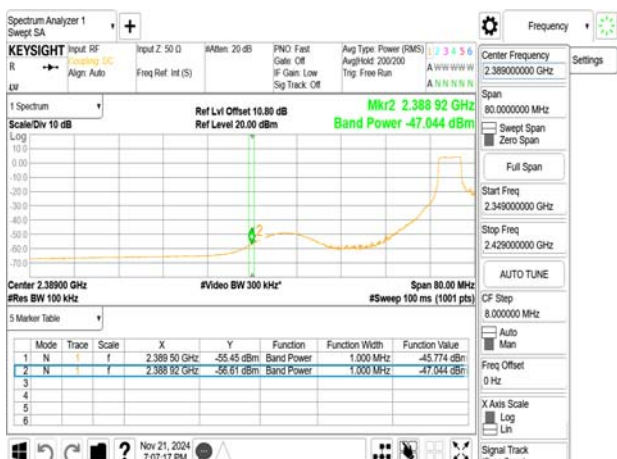 Spectrum Analyzer 1
Swept SA
Frequency
KEYSIGHT
Input: RF
Input Z: 50 Ω
#Atten: 20 dB
PNO: Fast
Avg Type: Power (RMS)
1 2 3 4 5 6
R
Coupling: DC
Gate: Off
Avg|Hold: 200/200
A W W W W W
Align: Auto
Freq Ref: Int (S)
IF Gain: Low
Trig: Free Run
Sig Track: Off
A N N N N N
1 Spectrum
Scale/Div 10 dB
Ref Lvl Offset 10.80 dB
Ref Level 20.00 dBm
Mkr2 2.388 92 GHz
Band Power -47.044 dBm
Log
10.0
0.00
-10.0
-20.0
-30.0
-40.0
-50.0
-60.0
-70.0
2
Center 2.38900 GHz
#Video BW 300 kHz*
Span 80.00 MHz
#Res BW 100 kHz
#Sweep 100 ms (1001 pts)
5 Marker Table
Mode Trace Scale X Y Function Function Width Function Value
1 N 1 f 2.389 50 GHz -55.45 dBm Band Power 1.000 MHz -45.774 dBm
2 N 1 f 2.388 92 GHz -56.61 dBm Band Power 1.000 MHz -47.044 dBm
3
4
5
6
?
Nov 21, 2024
7:07:17 PM
Center Frequency
2.389000000 GHz
Settings
Span
80.0000000 MHz
Swept Span
Zero Span
Full Span
Start Freq
2.349000000 GHz
Stop Freq
2.429000000 GHz
AUTO TUNE
CF Step
8.000000 MHz
Auto
Man
Freq Offset
0 Hz
X Axis Scale
Log
Lin
Signal Track